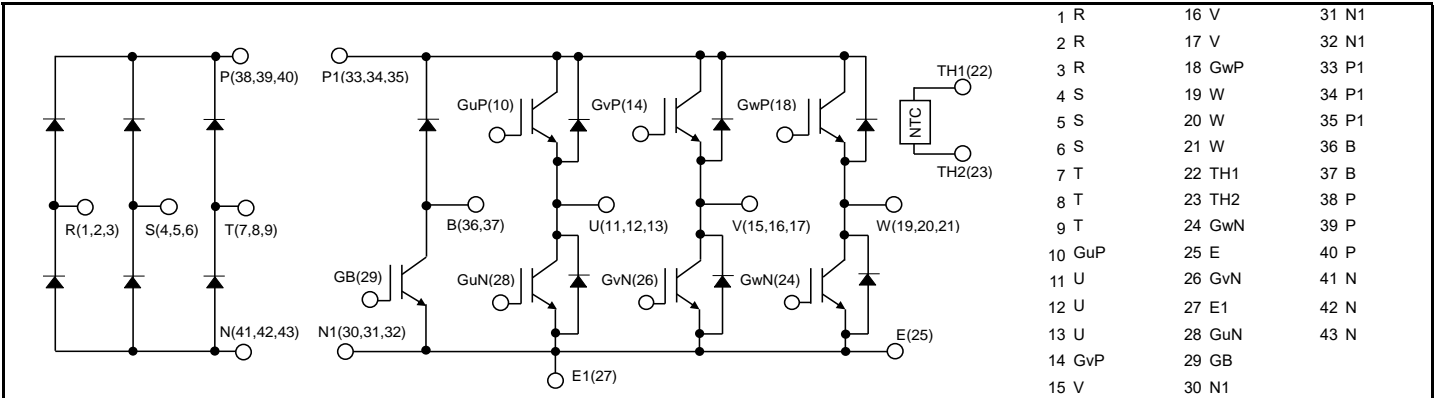 P(38,39,40)
P1(33,34,35)
TH1(22)
GuP(10)
GvP(14)
GwP(18)
NTC
TH2(23)
R(1,2,3)
S(4,5,6)
T(7,8,9)
B(36,37)
U(11,12,13)
V(15,16,17)
W(19,20,21)
GB(29)
GuN(28)
GvN(26)
GwN(24)
N(41,42,43)
N1(30,31,32)
E(25)
E1(27)
1 R
2 R
3 R
4 S
5 S
6 S
7 T
8 T
9 T
10 GuP
11 U
12 U
13 U
14 GvP
15 V
16 V
17 V
18 GwP
19 W
20 W
21 W
22 TH1
23 TH2
24 GwN
25 E
26 GvN
27 E1
28 GuN
29 GB
30 N1
31 N1
32 N1
33 P1
34 P1
35 P1
36 B
37 B
38 P
39 P
40 P
41 N
42 N
43 N